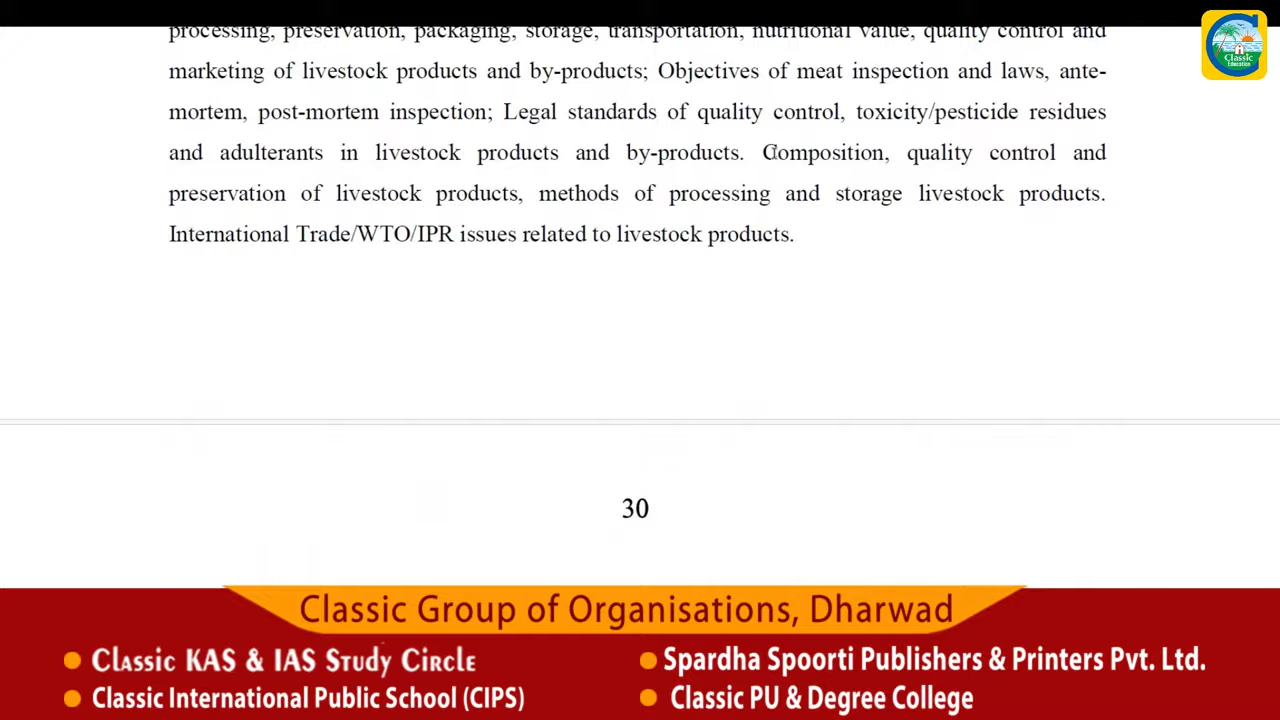 processing, preservation, packaging, storage, transportation, nutritional value, quality control and
marketing of livestock products and by-products; Objectives of meat inspection and laws, ante-
mortem, post-mortem inspection; Legal standards of quality control, toxicity/pesticide residues
and adulterants in livestock products and by-products. Composition, quality control and
preservation of livestock products, methods of processing and storage livestock products.
International Trade/WTO/IPR issues related to livestock products.
30
Classic
Education
Classic Group of Organisations, Dharwad
Classic KAS & IAS Study Circle
Classic International Public School (CIPS)
Spardha Spoorti Publishers & Printers Pvt. Ltd.
Classic PU & Degree College